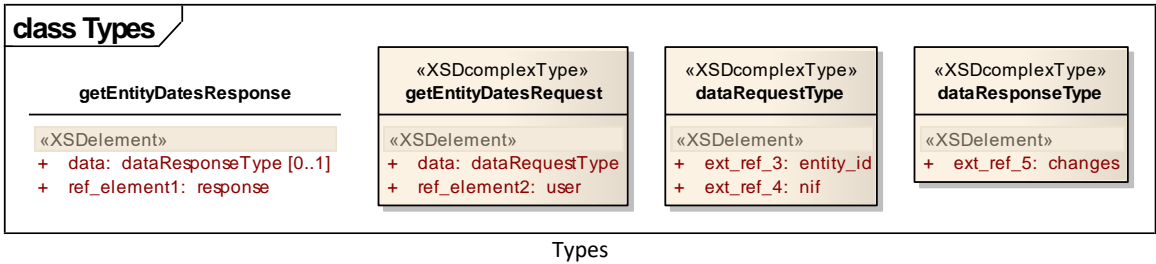 class Types
getEntityDatesResponse
«XSDelement»
+ data: dataResponseType [0..1]
+ ref_element1: response
«XSDcomplexType»
getEntityDatesRequest
«XSDelement»
+ data: dataRequestType
+ ref_element2: user
«XSDcomplexType»
dataRequestType
«XSDelement»
+ ext_ref_3: entity_id
+ ext_ref_4: nif
«XSDcomplexType»
dataResponseType
«XSDelement»
+ ext_ref_5: changes
Types